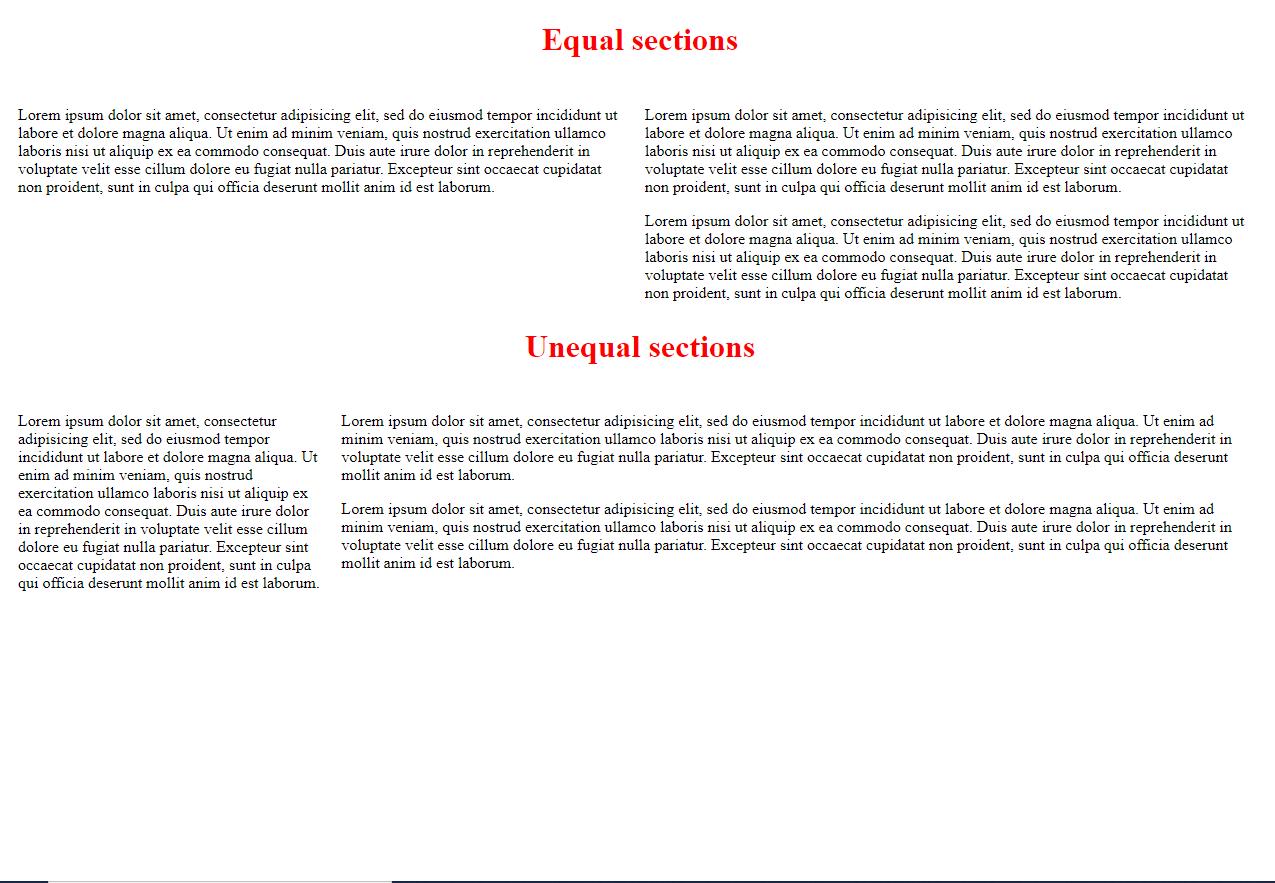 Equal sections
Lorem ipsum dolor sit amet, consectetur adipisicing elit, sed do eiusmod tempor incididunt ut
labore et dolore magna aliqua. Ut enim ad minim veniam, quis nostrud exercitation ullamco
laboris nisi ut aliquip ex ea commodo consequat. Duis aute irure dolor in reprehenderit in
voluptate velit esse cillum dolore eu fugiat nulla pariatur. Excepteur sint occaecat cupidatat
non proident, sunt in culpa qui officia deserunt mollit anim id est laborum.
Lorem ipsum dolor sit amet, consectetur adipisicing elit, sed do eiusmod tempor incididunt ut
labore et dolore magna aliqua. Ut enim ad minim veniam, quis nostrud exercitation ullamco
laboris nisi ut aliquip ex ea commodo consequat. Duis aute irure dolor in reprehenderit in
voluptate velit esse cillum dolore eu fugiat nulla pariatur. Excepteur sint occaecat cupidatat
non proident, sunt in culpa qui officia deserunt mollit anim id est laborum.
Lorem ipsum dolor sit amet, consectetur adipisicing elit, sed do eiusmod tempor incididunt ut
labore et dolore magna aliqua. Ut enim ad minim veniam, quis nostrud exercitation ullamco
laboris nisi ut aliquip ex ea commodo consequat. Duis aute irure dolor in reprehenderit in
voluptate velit esse cillum dolore eu fugiat nulla pariatur. Excepteur sint occaecat cupidatat
non proident, sunt in culpa qui officia deserunt mollit anim id est laborum.
Unequal sections
Lorem ipsum dolor sit amet, consectetur
adipisicing elit, sed do eiusmod tempor
incididunt ut labore et dolore magna aliqua. Ut
enim ad minim veniam, quis nostrud
exercitation ullamco laboris nisi ut aliquip ex
ea commodo consequat. Duis aute irure dolor
in reprehenderit in voluptate velit esse cillum
dolore eu fugiat nulla pariatur. Excepteur sint
occaecat cupidatat non proident, sunt in culpa
qui officia deserunt mollit anim id est laborum.
Lorem ipsum dolor sit amet, consectetur adipisicing elit, sed do eiusmod tempor incididunt ut labore et dolore magna aliqua. Ut enim ad
minim veniam, quis nostrud exercitation ullamco laboris nisi ut aliquip ex ea commodo consequat. Duis aute irure dolor in reprehenderit in
voluptate velit esse cillum dolore eu fugiat nulla pariatur. Excepteur sint occaecat cupidatat non proident, sunt in culpa qui officia deserunt
mollit anim id est laborum.
Lorem ipsum dolor sit amet, consectetur adipisicing elit, sed do eiusmod tempor incididunt ut labore et dolore magna aliqua. Ut enim ad
minim veniam, quis nostrud exercitation ullamco laboris nisi ut aliquip ex ea commodo consequat. Duis aute irure dolor in reprehenderit in
voluptate velit esse cillum dolore eu fugiat nulla pariatur. Excepteur sint occaecat cupidatat non proident, sunt in culpa qui officia deserunt
mollit anim id est laborum.